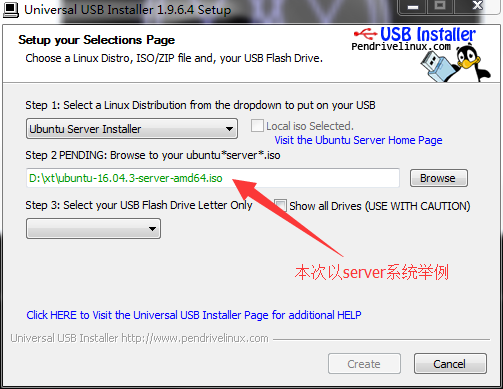 Universal USB Installer 1.9.6.4 Setup
Setup your Selections Page
Choose a Linux Distro, ISO/ZIP file and, your USB Flash Drive.
USB Installer
Pendrivelinux.com
Step 1: Select a Linux Distribution from the dropdown to put on your USB
Ubuntu Server Installer
Local iso Selected.
Visit the Ubuntu Server Home Page
Step 2 PENDING: Browse to your ubuntu*server*.iso
D:\xt\ubuntu-16.04.3-server-amd64.iso
Browse
Step 3: Select your USB Flash Drive Letter Only
Show all Drives (USE WITH CAUTION)
本次以server系统举例
Click HERE to Visit the Universal USB Installer Page for additional HELP
Universal USB Installer http://www.pendrivelinux.com
Create
Cancel